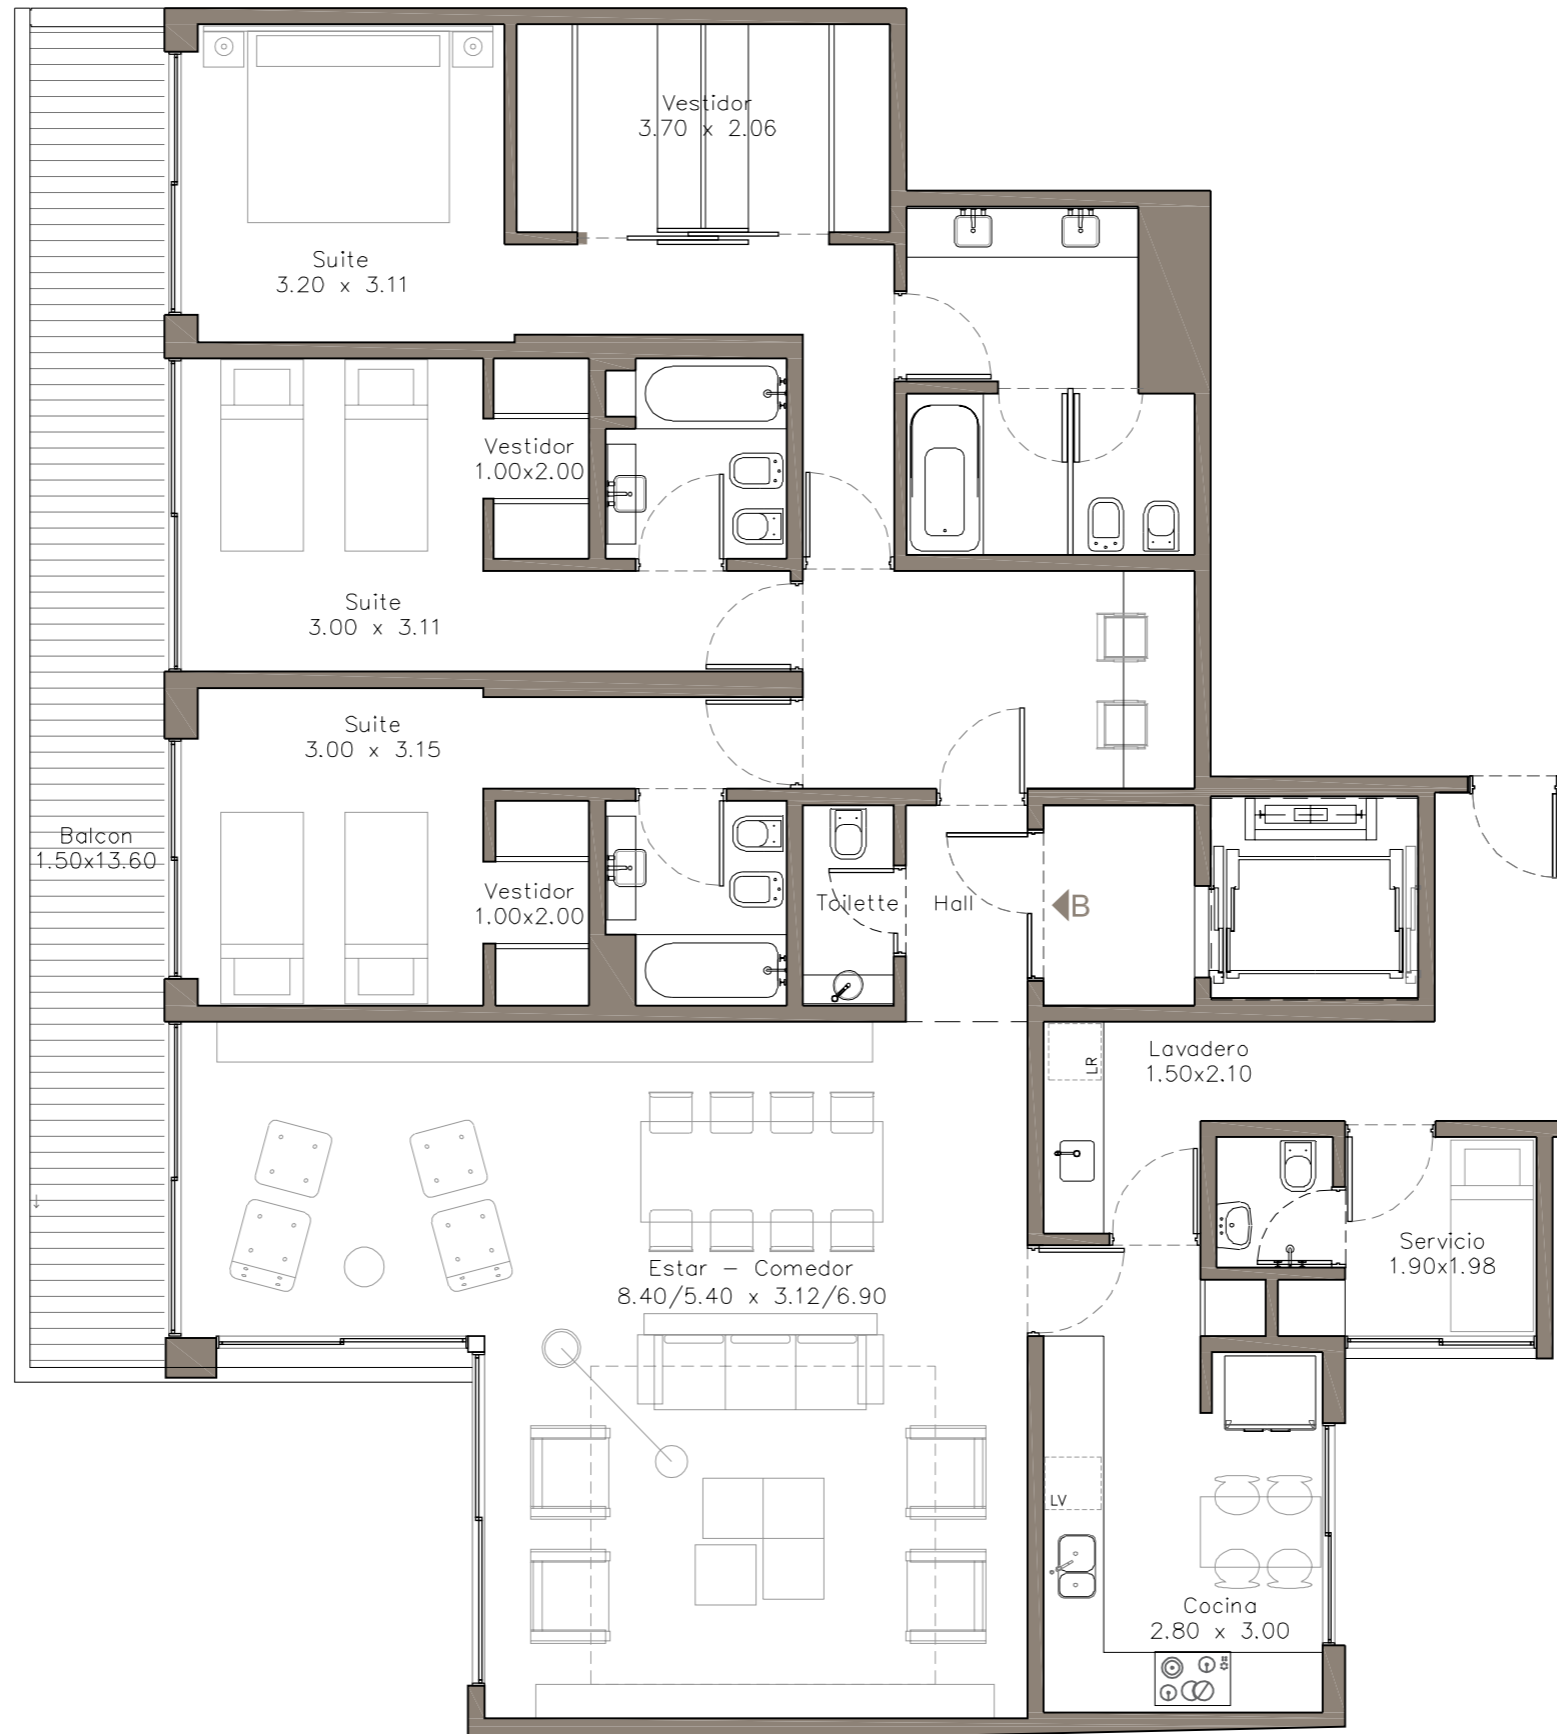 Vestidor
3.70 x 2.06
Suite
3.20 x 3.11
Vestidor
1.00x2.00
Suite
3.00 x 3.11
Suite
3.00 x 3.15
Balcon
1.50x13.60
Vestidor
1.00x2.00
Toilette
Hall
B
Lavadero
1.50x2.10
LR
Servicio
1.90x1.98
Estar – Comedor
8.40/5.40 x 3.12/6.90
LV
Cocina
2.80 x 3.00